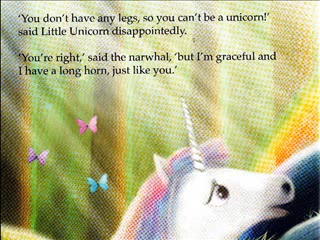 ‘You don’t have any legs, so you can’t be a unicorn!’
said Little Unicorn disappointedly.
‘You’re right,’ said the narwhal, ‘but I’m graceful and
I have a long horn, just like you.’